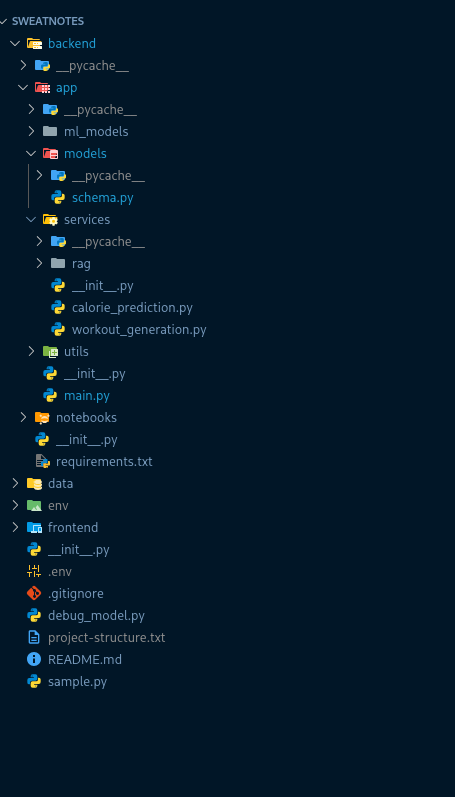 SWEATNOTES
backend
__pycache__
app
__pycache__
ml_models
models
__pycache__
schema.py
services
__pycache__
rag
__init__.py
calorie_prediction.py
workout_generation.py
utils
__init__.py
main.py
notebooks
__init__.py
requirements.txt
data
env
frontend
__init__.py
.env
.gitignore
debug_model.py
project-structure.txt
README.md
sample.py